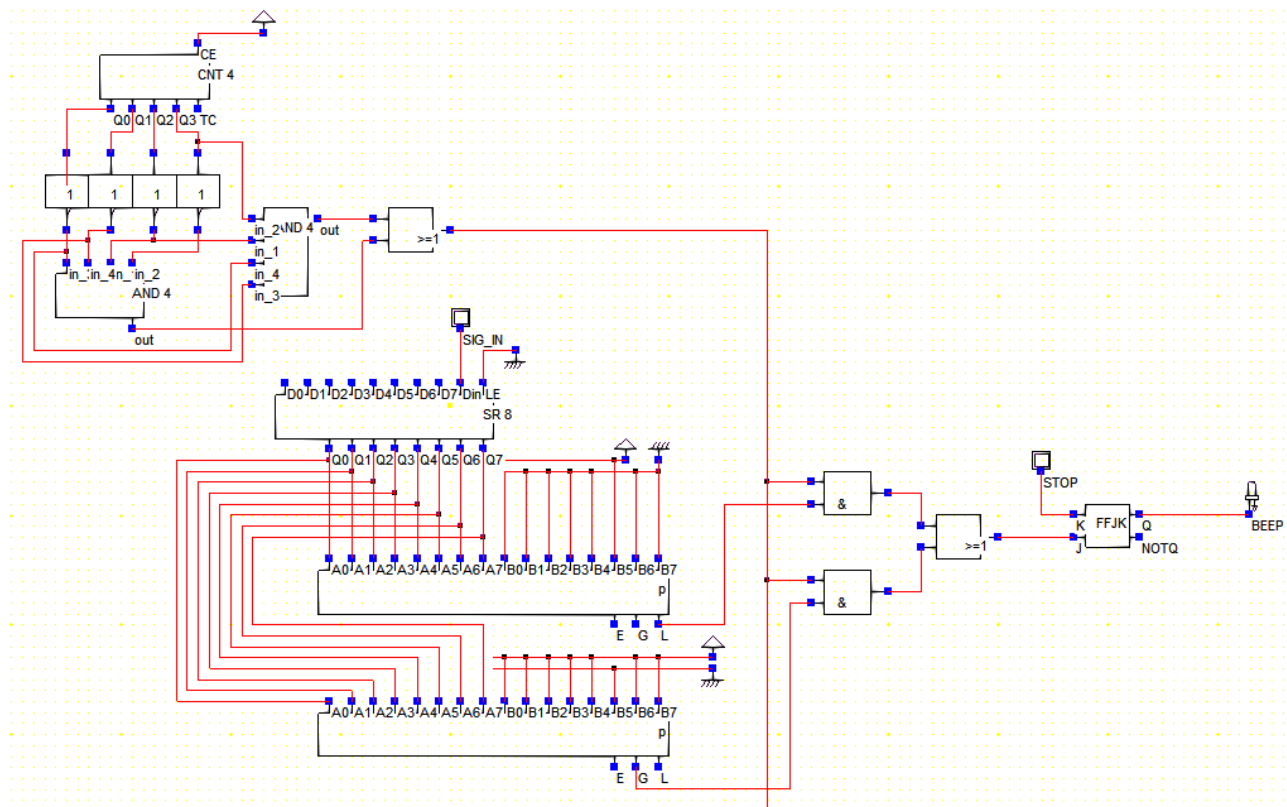 CE
CNT 4
Q0 Q1 Q2 Q3 TC
1 1 1 1
in_2 AND 4 out
in_1
in_4
in_3
>=1
in_4 in_2
AND 4
out
SIG_IN
D0 D1 D2 D3 D4 D5 D6 D7 Din LE
SR 8
Q0 Q1 Q2 Q3 Q4 Q5 Q6 Q7
STOP
&
K FFJK Q
BEEP
J NOTQ
>=1
A0 A1 A2 A3 A4 A5 A6 A7 B0 B1 B2 B3 B4 B5 B6 B7
p
&
E G L
A0 A1 A2 A3 A4 A5 A6 A7 B0 B1 B2 B3 B4 B5 B6 B7
p
E G L